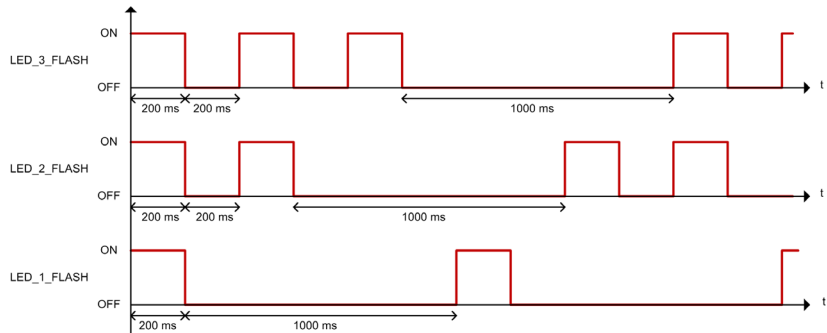 ON
LED_3_FLASH
OFF
t
200 ms 200 ms 1000 ms
ON
LED_2_FLASH
OFF
t
200 ms 200 ms 1000 ms
ON
LED_1_FLASH
OFF
t
200 ms 1000 ms